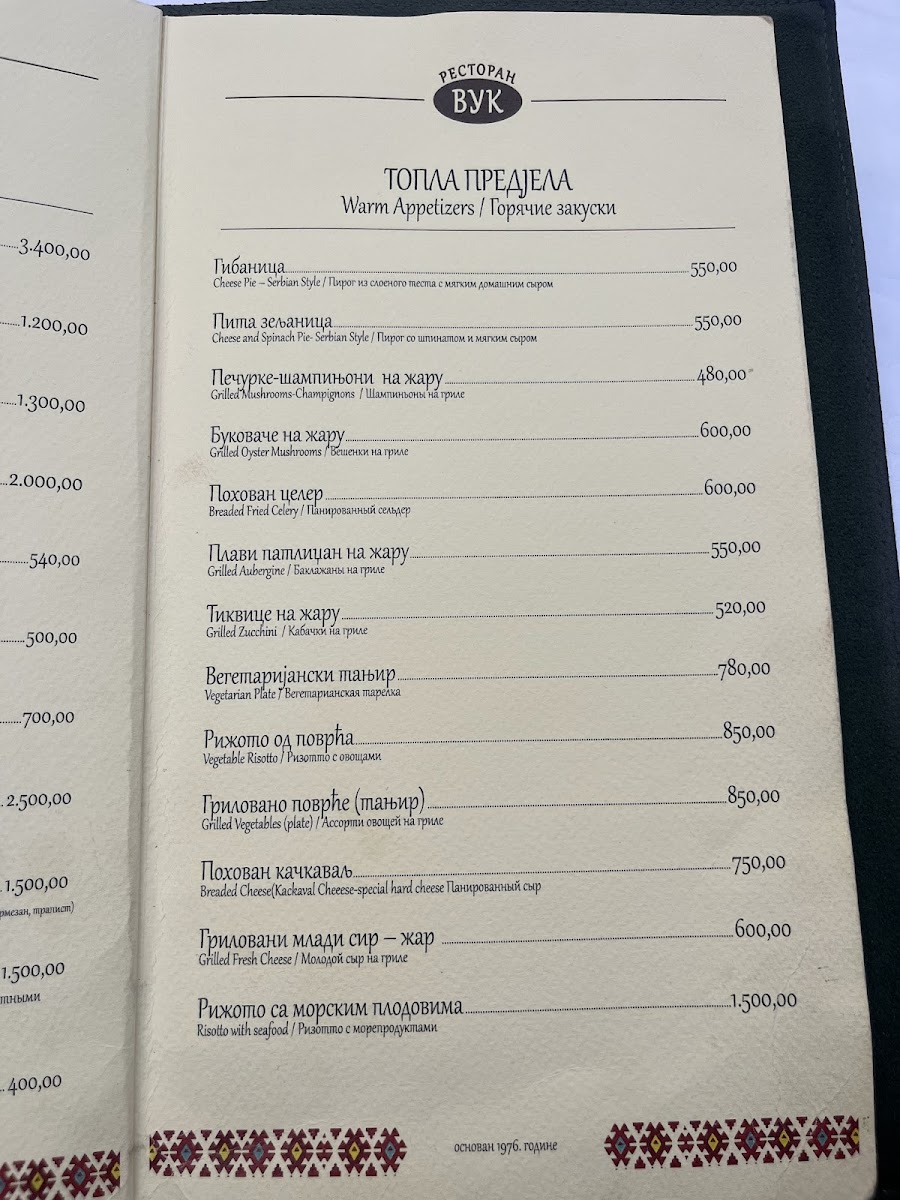 3.400,00
1.200,00
1.300,00
2.000,00
540,00
500,00
700,00
2.500,00
1.500,00
рмезан, тралист)
1.500,00
тными
400,00
РЕСТОРАН
ВУК
ТОПЛА ПРЕДЈЕЛА
Warm Appetizers / Горячие закуски
Гибаница 550,00
Cheese Pie – Serbian Style / Пирог из слоеного теста с мягким домашним сыром
Пита зељаница 550,00
Cheese and Spinach Pie- Serbian Style / Пирог со шпинатом и мягким сыром
Печурке-шампињони на жару 480,00
Grilled Mushrooms-Champignons / Шампиньоны на гриле
Буковаче на жару 600,00
Grilled Oyster Mushrooms / Вешенки на гриле
Похован целер 600,00
Breaded Fried Celery / Панированный сельдер
Плави патлиџан на жару 550,00
Grilled Aubergine / Баклажаны на гриле
Тиквице на жару 520,00
Grilled Zucchini / Кабачки на гриле
Вегетаријански тањир 780,00
Vegetarian Plate / Вегетарианская тарелка
Рижото од поврћа 850,00
Vegetable Risotto / Ризотто с овощами
Гриловано поврће (тањир) 850,00
Grilled Vegetables (plate) / Ассорти овощей на гриле
Похован качкаваљ 750,00
Breaded Cheese(Kackaval Cheeese-special hard cheese Панированный сыр
Гриловани млади сир – жар 600,00
Grilled Fresh Cheese / Молодой сыр на гриле
Рижото са морским плодовима 1.500,00
Risotto with seafood / Ризотто с морепродуктами
основан 1976. године